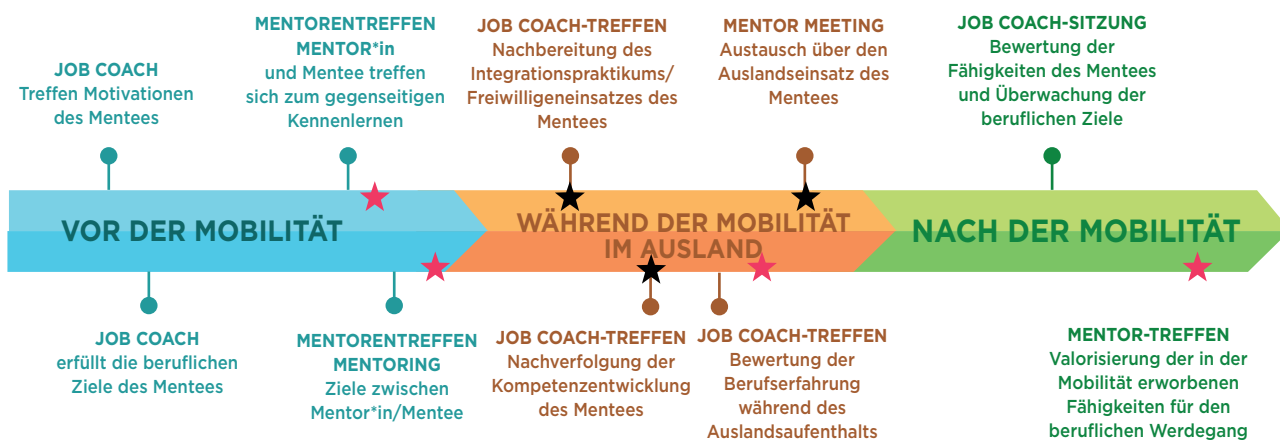 JOB COACH
Treffen Motivationen
des Mentees
MENTORENTREFFEN
MENTOR*in
und Mentee treffen
sich zum gegenseitigen
Kennenlernen
JOB COACH-TREFFEN
Nachbereitung des
Integrationspraktikums/
Freiwilligeneinsatzes des
Mentees
MENTOR MEETING
Austausch über den
Auslandseinsatz des
Mentees
JOB COACH-SITZUNG
Bewertung der
Fähigkeiten des Mentees
und Überwachung der
beruflichen Ziele
VOR DER MOBILITÄT
WÄHREND DER MOBILITÄT
IM AUSLAND
NACH DER MOBILITÄT
JOB COACH
erfüllt die beruflichen
Ziele des Mentees
MENTORENTREFFEN
MENTORING
Ziele zwischen
Mentor*in/Mentee
JOB COACH-TREFFEN
Nachverfolgung der
Kompetenzentwicklung
des Mentees
JOB COACH-TREFFEN
Bewertung der
Berufserfahrung
während des
Auslandsaufenthalts
MENTOR-TREFFEN
Valorisierung der in der
Mobilität erworbenen
Fähigkeiten für den
beruflichen Werdegang